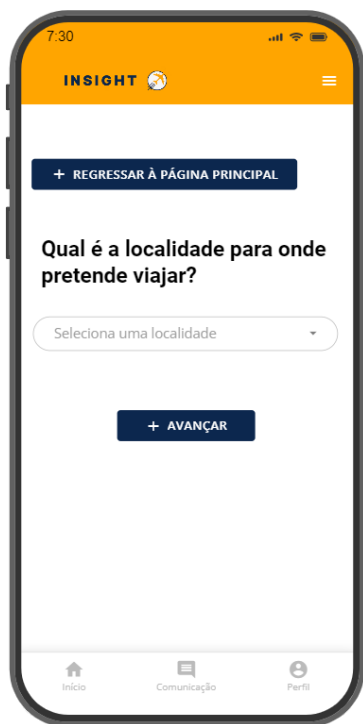 7:30
INSIGHT
+ REGRESSAR À PÁGINA PRINCIPAL
Qual é a localidade para onde
pretende viajar?
Seleciona uma localidade
+ AVANÇAR
Início
Comunicação
Perfil